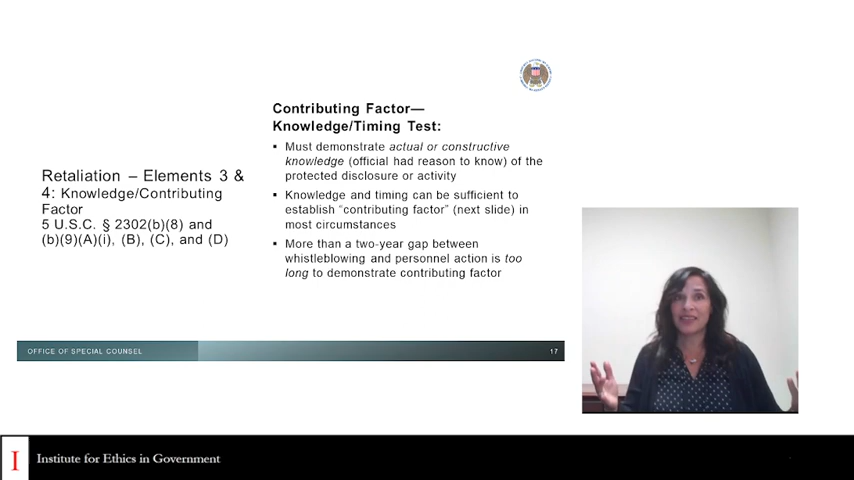 Retaliation – Elements 3 &
4: Knowledge/Contributing
Factor
5 U.S.C. § 2302(b)(8) and
(b)(9)(A)(i), (B), (C), and (D)
Contributing Factor—
Knowledge/Timing Test:
▪ Must demonstrate actual or constructive
knowledge (official had reason to know) of the
protected disclosure or activity
▪ Knowledge and timing can be sufficient to
establish “contributing factor” (next slide) in
most circumstances
▪ More than a two-year gap between
whistleblowing and personnel action is too
long to demonstrate contributing factor
OFFICE OF SPECIAL COUNSEL
17
I
Institute for Ethics in Government